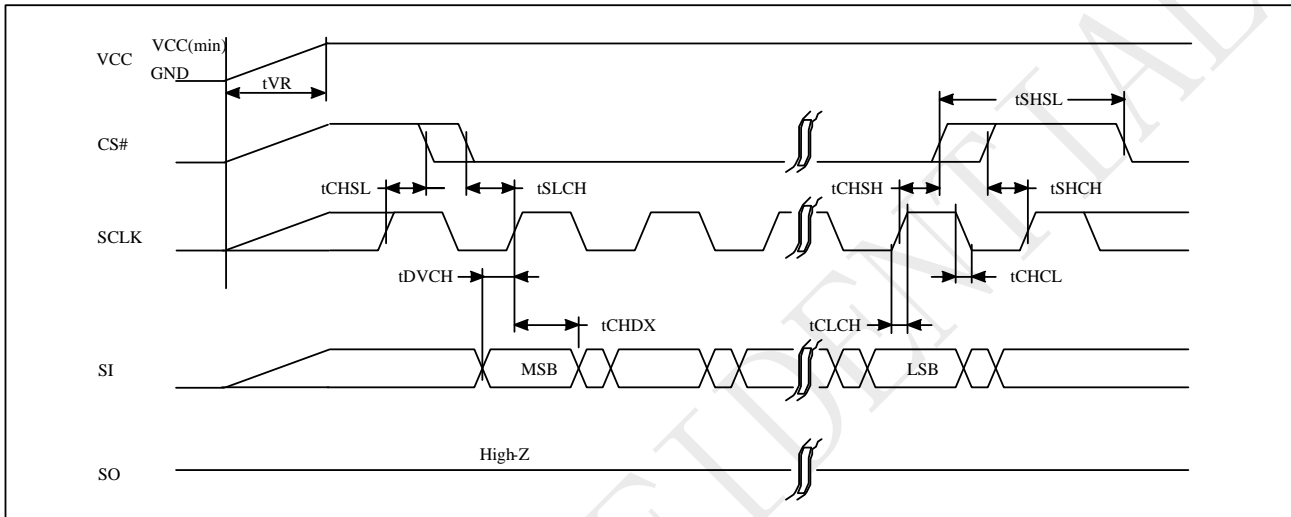 VCC
VCC(min)
GND
tVR
tSHSL
CS#
tCHSL
tSLCH
tCHSH
tSHCH
SCLK
tDVCH
tCHCL
tCHDX
tCLCH
SI
MSB
LSB
High-Z
SO